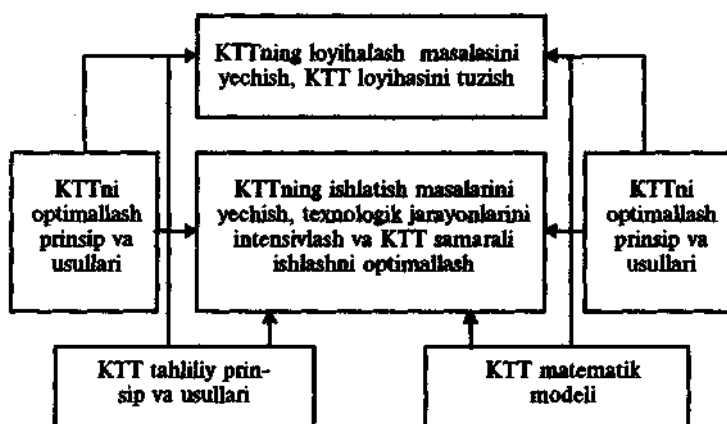 KTTning loyihalash masalasini
yechish, KTT loyihasini tuzish
KTTni
optimallash
prinsip va
usullari
KTTning ishlatish masalarini
yechish, texnologik jarayonlarini
intensivlash va KTT samarali
ishlashni optimallash
KTTni
optimallash
prinsip va
usullari
KTT tahliliy prin-
sip va usullari
KTT matematik
modeli